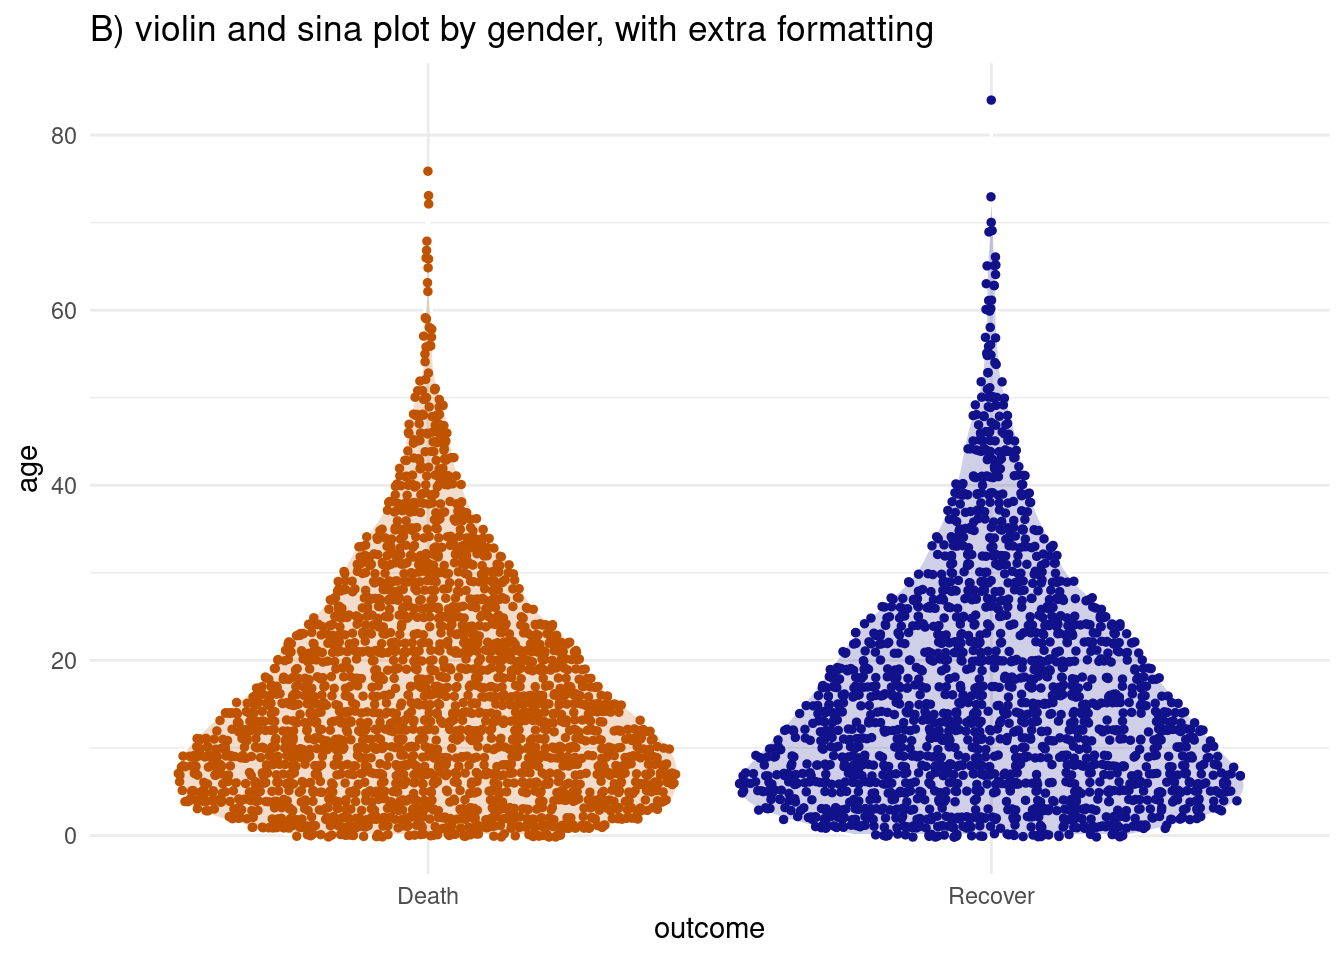 B) violin and sina plot by gender, with extra formatting
80
60
40
20
0
age
Death
Recover
outcome